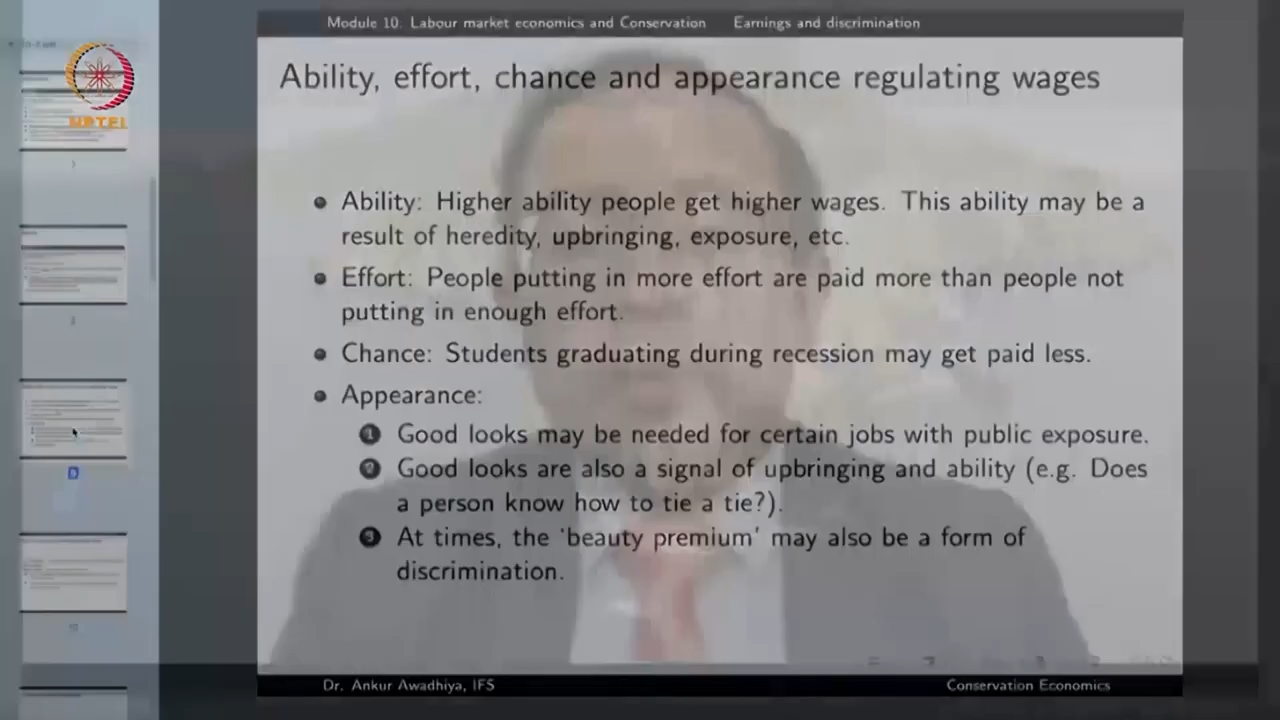 Module 10: Labour market economics and Conservation Earnings and discrimination
NPTEL
Ability, effort, chance and appearance regulating wages
Ability: Higher ability people get higher wages. This ability may be a
result of heredity, upbringing, exposure, etc.
Effort: People putting in more effort are paid more than people not
putting in enough effort.
Chance: Students graduating during recession may get paid less.
Appearance:
1 Good looks may be needed for certain jobs with public exposure.
2 Good looks are also a signal of upbringing and ability (e.g. Does
a person know how to tie a tie?).
3 At times, the 'beauty premium' may also be a form of
discrimination.
Dr. Ankur Awadhiya, IFS Conservation Economics